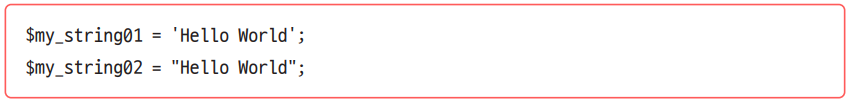 $my_string01 = 'Hello World';
$my_string02 = "Hello World";